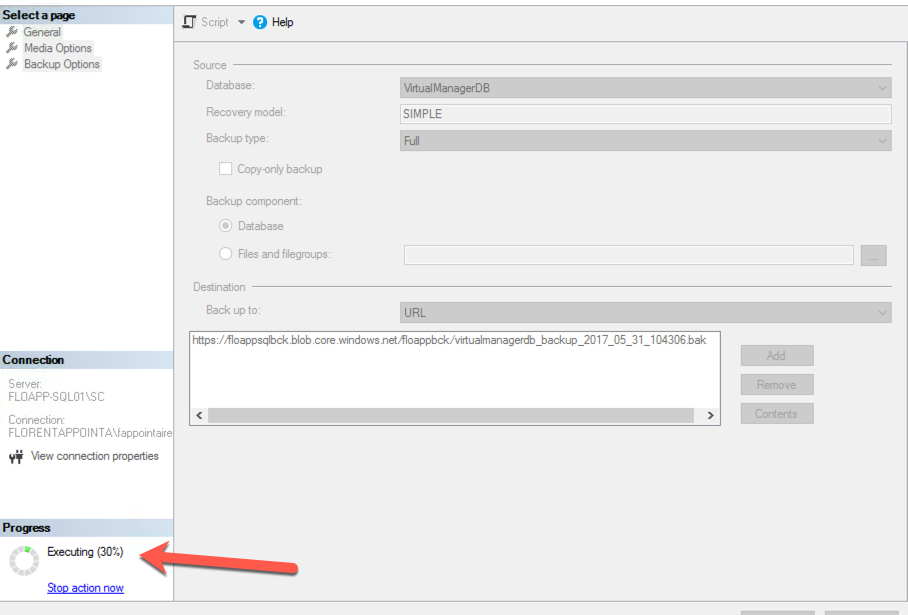 Select a page
General
Media Options
Backup Options
Script
Help
Source
Database:
VirtualManagerDB
Recovery model:
SIMPLE
Backup type:
Full
Copy-only backup
Backup component:
Database
Files and filegroups:
...
Destination
Back up to:
URL
https://floappsqlbck.blob.core.windows.net/floappbck/virtualmanagerdb_backup_2017_05_31_104306.bak
Add
Remove
Contents
Connection
Server:
FLOAPP-SQL01\SC
Connection:
FLORENTAPPOINTA\fappointaire
View connection properties
Progress
Executing (30%)
Stop action now